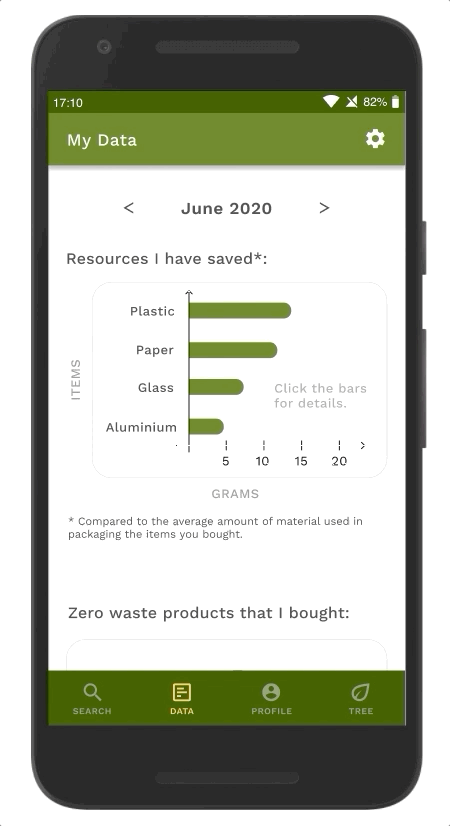 17:10
82%
My Data
< June 2020 >
Resources I have saved*:
Plastic
Paper
Glass
Aluminium
ITEMS
Click the bars
for details.
5 10 15 20
GRAMS
* Compared to the average amount of material used in
packaging the items you bought.
Zero waste products that I bought:
SEARCH DATA PROFILE TREE